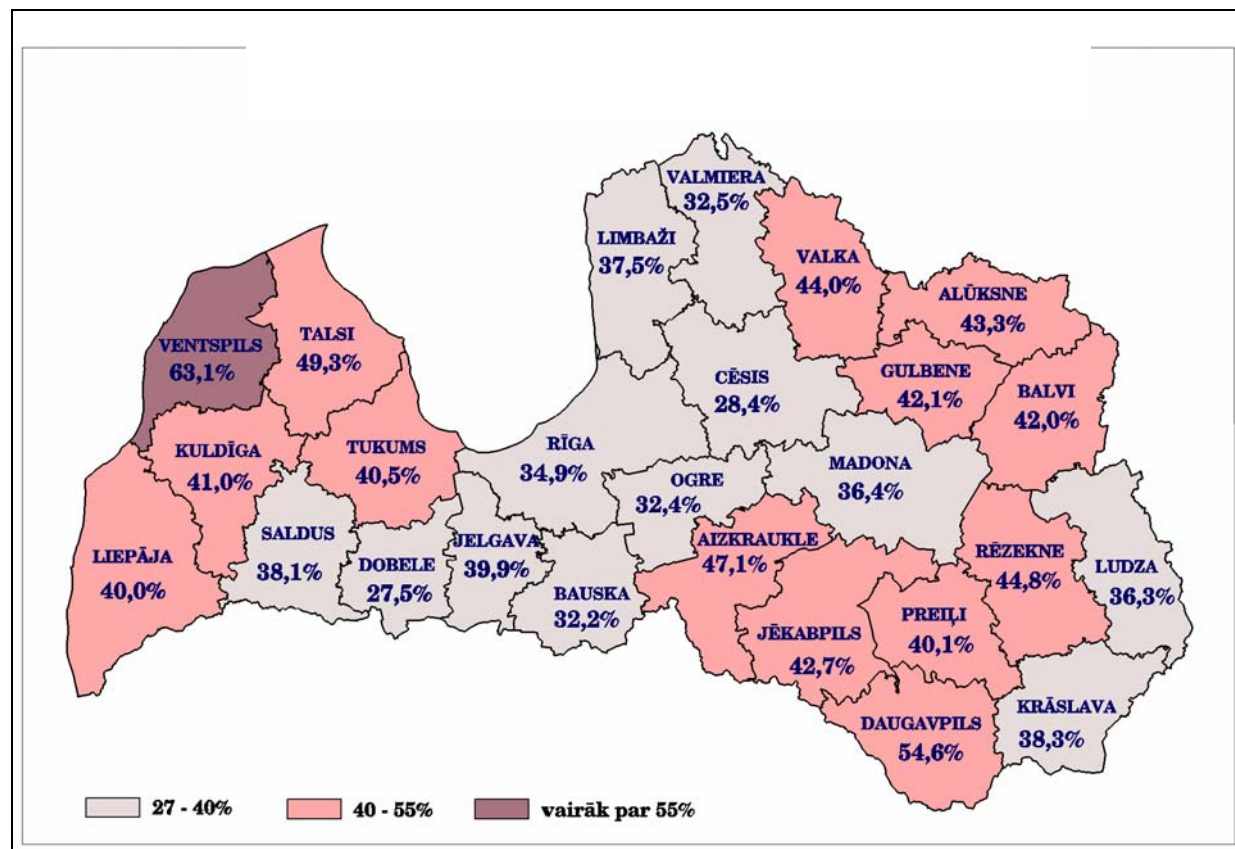 VALMIERA
32,5%
LIMBAŽI
37,5%
VALKA
44,0%
ALŪKSNE
43,3%
VENTSPILS
63,1%
TALSI
49,3%
CĒSIS
28,4%
GULBENE
42,1%
BALVI
42,0%
KULDĪGA
41,0%
TUKUMS
40,5%
RĪGA
34,9%
OGRE
32,4%
MADONA
36,4%
LIEPĀJA
40,0%
SALDUS
38,1%
DOBELE
27,5%
JELGAVA
39,9%
BAUSKA
32,2%
AIZKRAUKLE
47,1%
JĒKABPILS
42,7%
PREIĻI
40,1%
RĒZEKNE
44,8%
LUDZA
36,3%
DAUGAVPILS
54,6%
KRĀSLAVA
38,3%
27 - 40%
40 - 55%
vairāk par 55%